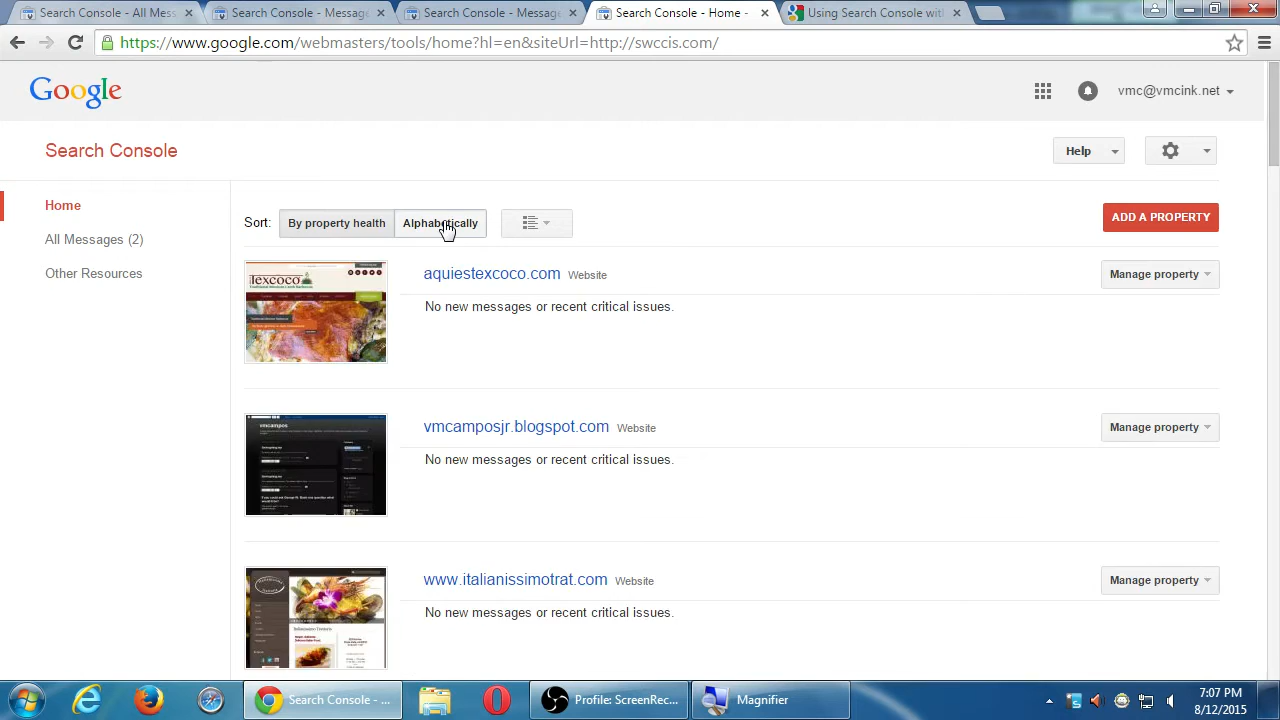 Search Console - All Mes
Search Console - Messag
Search Console - Messag
Search Console - Home -
Using Search Console with
https://www.google.com/webmasters/tools/home?hl=en&siteUrl=http://swccis.com/
Google
vmc@vmcink.net
Search Console
Help
Home
All Messages (2)
Other Resources
Sort:
By property health
Alphabetically
ADD A PROPERTY
Texcoco
aquiestexcoco.com Website
Manage property
No new messages or recent critical issues.
vmcampos
vmcamposjr.blogspot.com Website
Manage property
No new messages or recent critical issues.
www.italianissimotrat.com Website
Manage property
No new messages or recent critical issues.
Search Console - ...
Profile: ScreenRec...
Magnifier
7:07 PM
8/12/2015